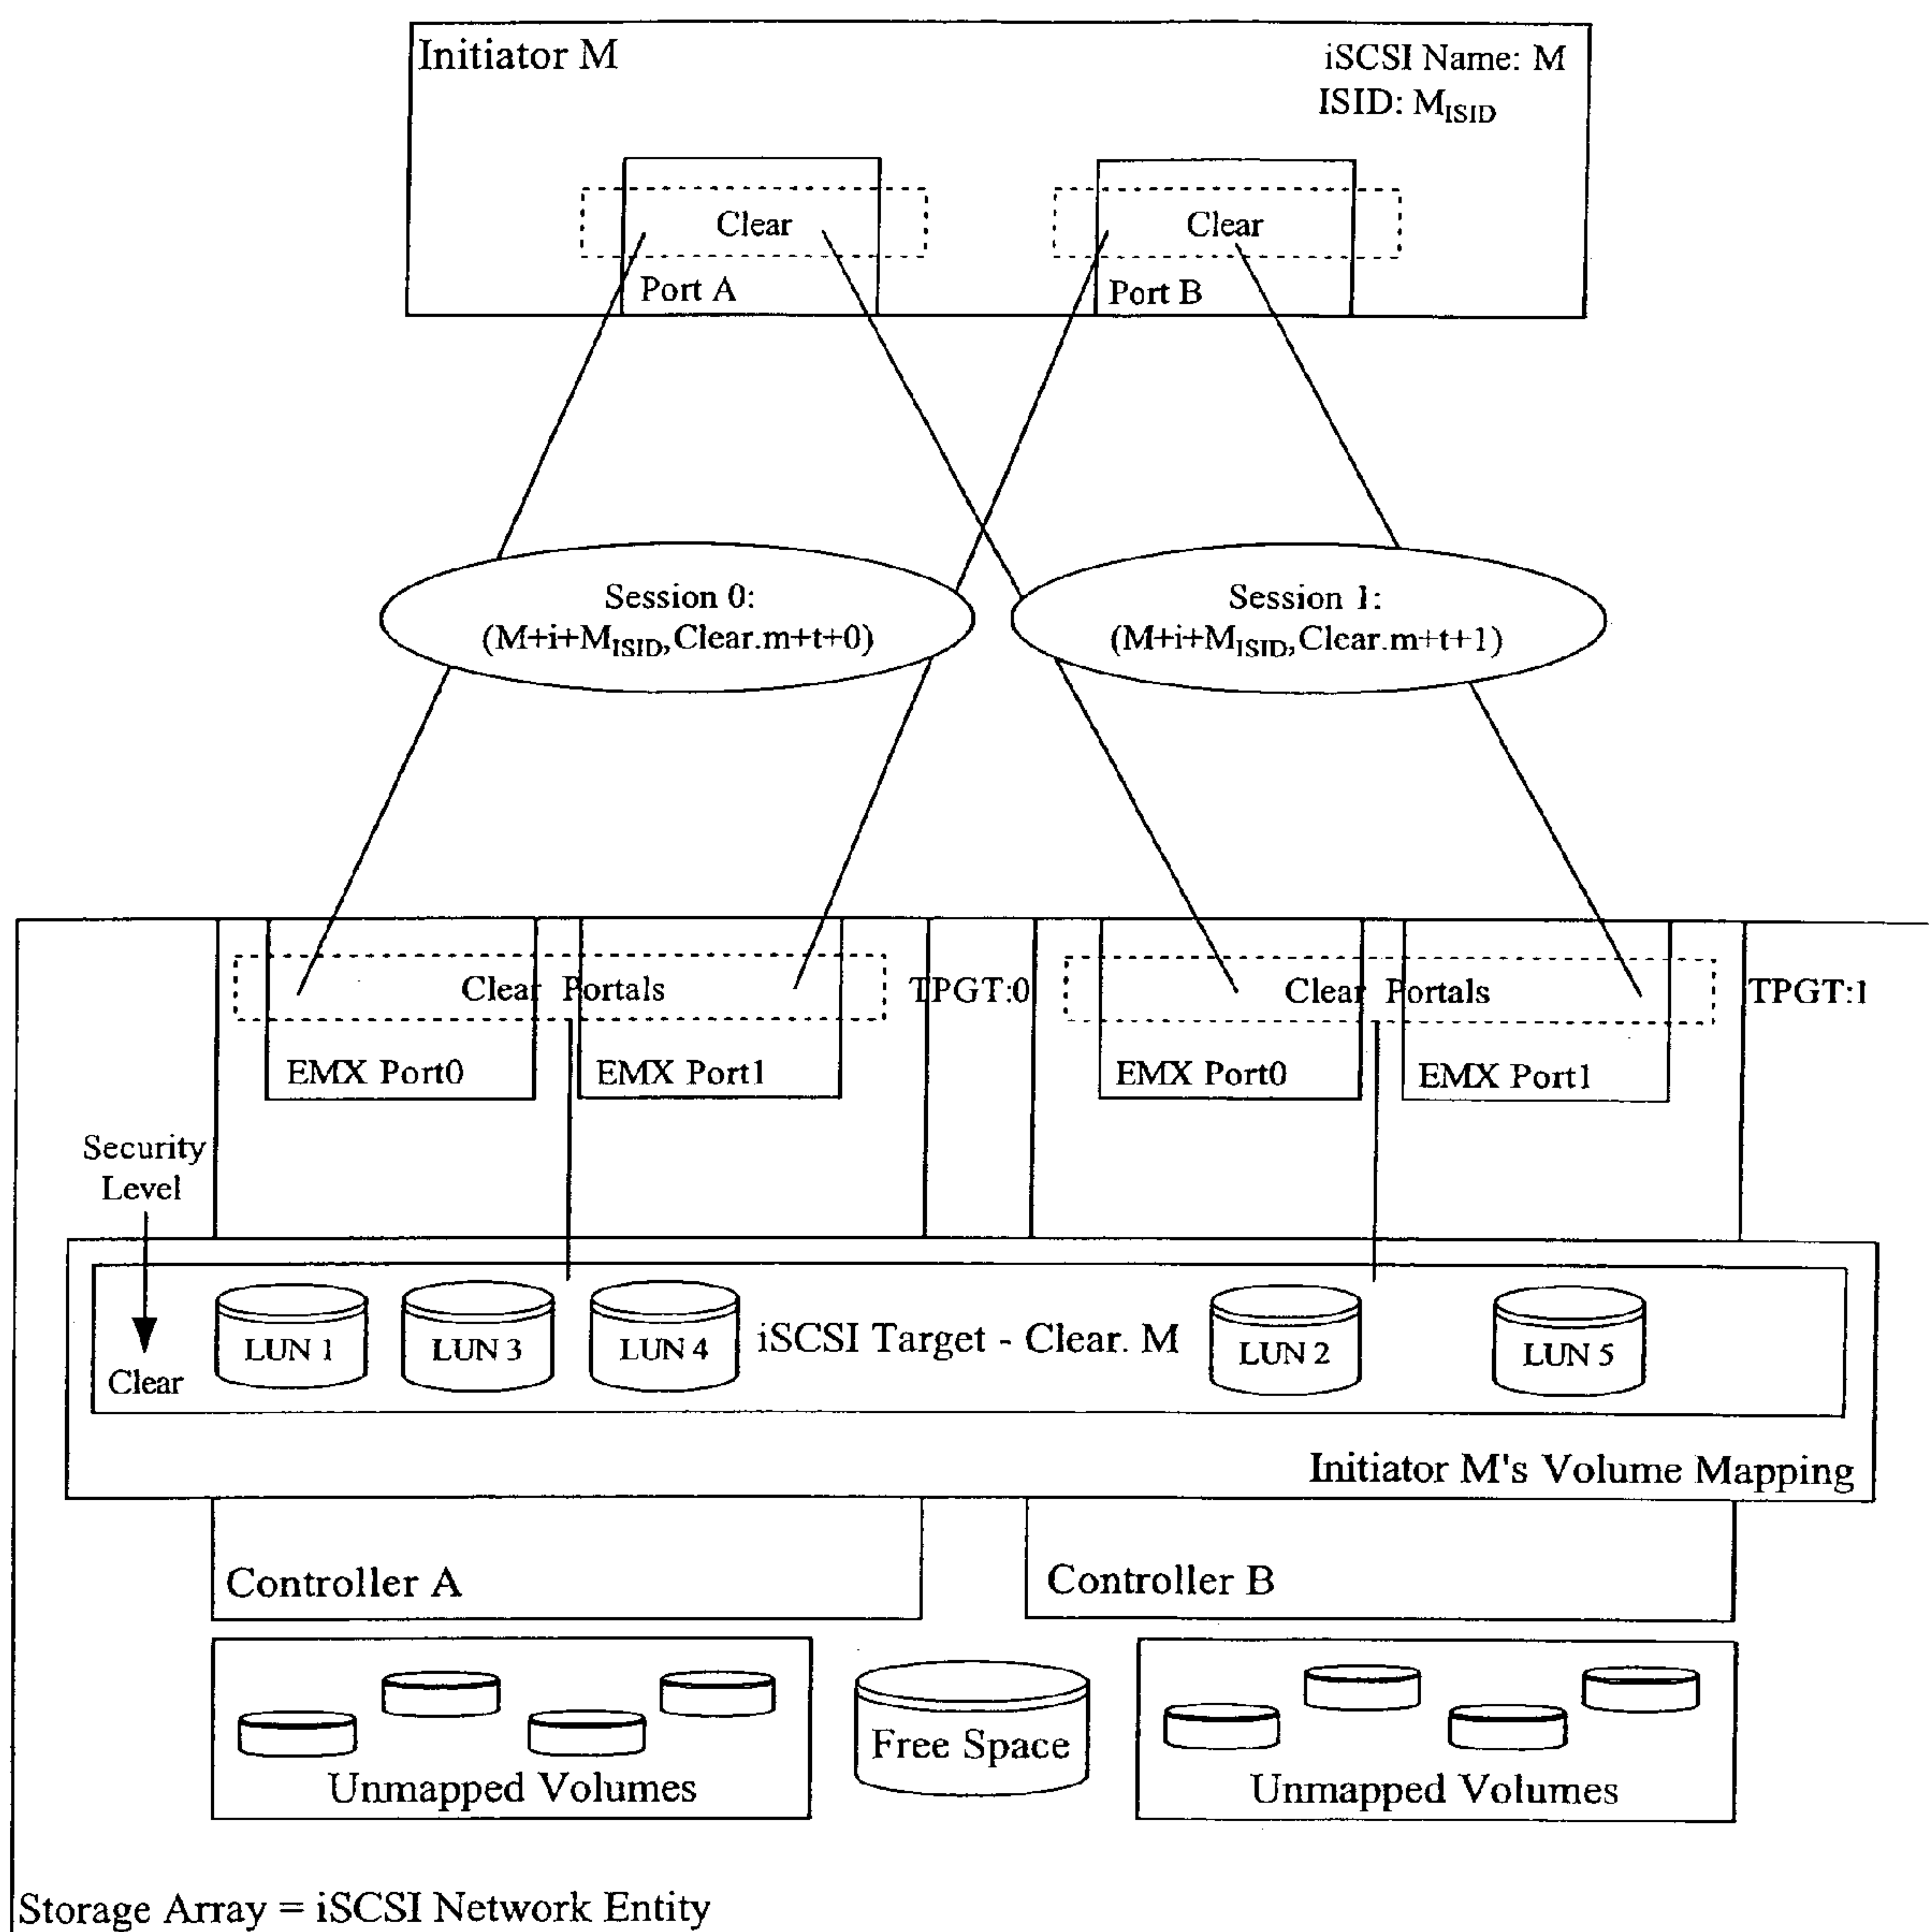 Initiator M
iSCSI Name: M
ISID: M_ISID
Clear
Clear
Port A
Port B
Session 0:
(M+i+M_ISID,Clear.m+t+0)
Session 1:
(M+i+M_ISID,Clear.m+t+1)
Clear Portals
TPGT:0
Clear Portals
TPGT:1
EMX Port0
EMX Port1
EMX Port0
EMX Port1
Security
Level
LUN 1
LUN 3
LUN 4
iSCSI Target - Clear. M
LUN 2
LUN 5
Clear
Initiator M's Volume Mapping
Controller A
Controller B
Free Space
Unmapped Volumes
Unmapped Volumes
Storage Array = iSCSI Network Entity